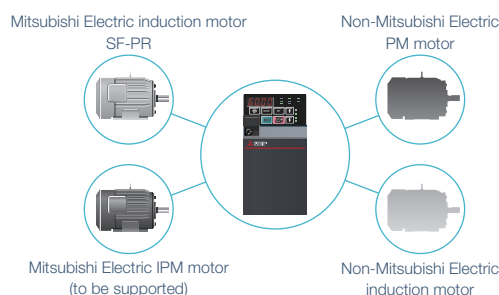 Mitsubishi Electric induction motor
SF-PR
Non-Mitsubishi Electric
PM motor
Mitsubishi Electric IPM motor
(to be supported)
Non-Mitsubishi Electric
induction motor